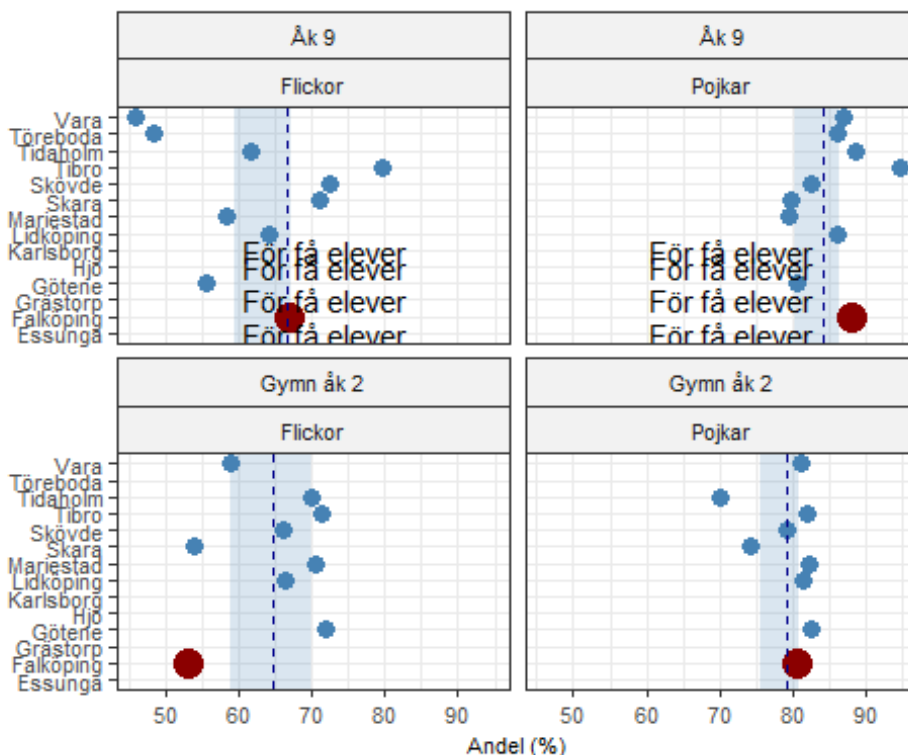 Åk 9
Åk 9
Flickor
Pojkar
Vara
Töreboda
Tidaholm
Tibro
Skövde
Skara
Mariestad
Lidköping
Karlsborg
Hjo
Götene
Grästorp
Falköping
Essunga
För få elever
För få elever
För få elever
För få elever
För få elever
För få elever
För få elever
För få elever
Gymn åk 2
Gymn åk 2
Flickor
Pojkar
Vara
Töreboda
Tidaholm
Tibro
Skövde
Skara
Mariestad
Lidköping
Karlsborg
Hjo
Götene
Grästorp
Falköping
Essunga
50 60 70 80 90
50 60 70 80 90
Andel (%)